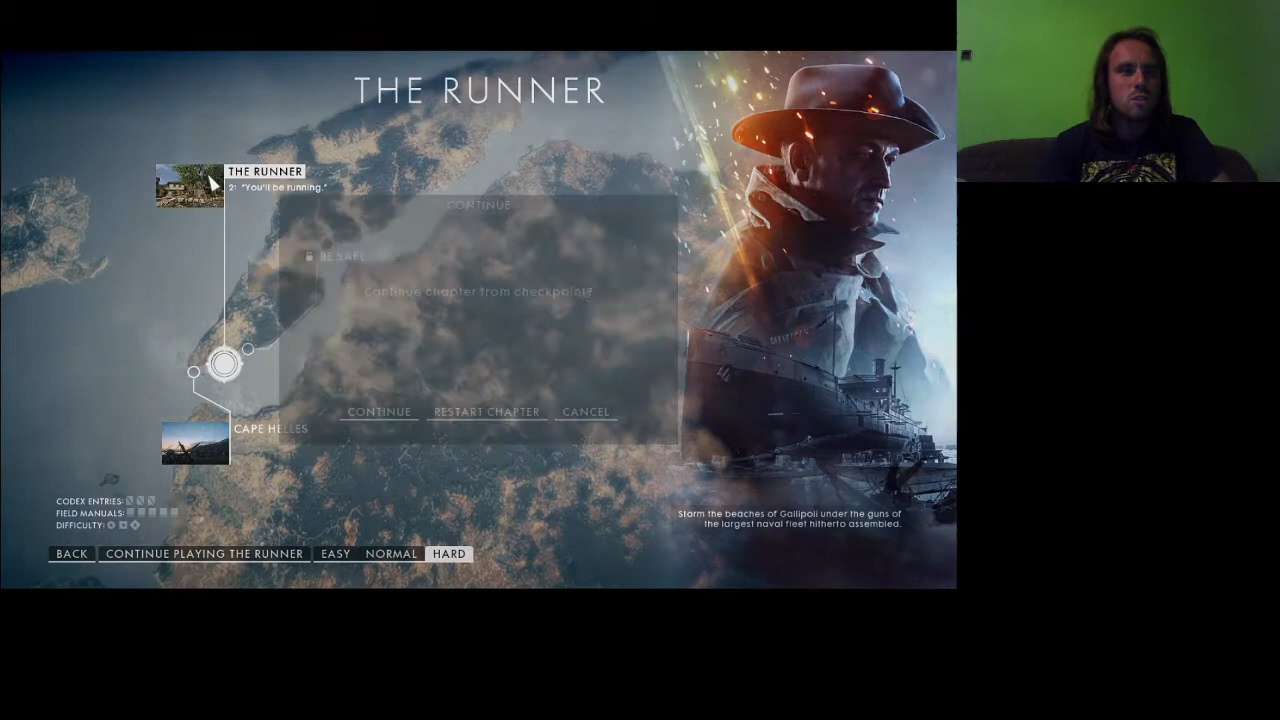 THE RUNNER
THE RUNNER
2: "You'll be running."
CONTINUE
BE SAFE
Continue chapter from checkpoint?
CONTINUE RESTART CHAPTER CANCEL
CAPE HELLES
CODEX ENTRIES:
FIELD MANUALS:
DIFFICULTY:
Storm the beaches of Gallipoli under the guns of
the largest naval fleet hitherto assembled.
BACK CONTINUE PLAYING THE RUNNER EASY NORMAL HARD